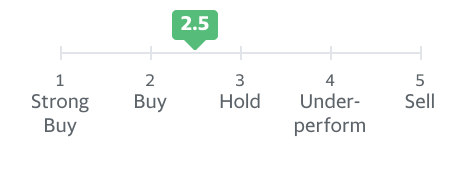 2.5
1 2 3 4 5
Strong Buy Hold Under- Sell
Buy perform